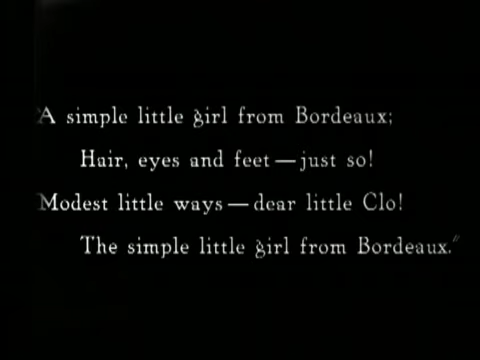 "A simple little girl from Bordeaux;
Hair, eyes and feet — just so!
Modest little ways — dear little Clo!
The simple little girl from Bordeaux."